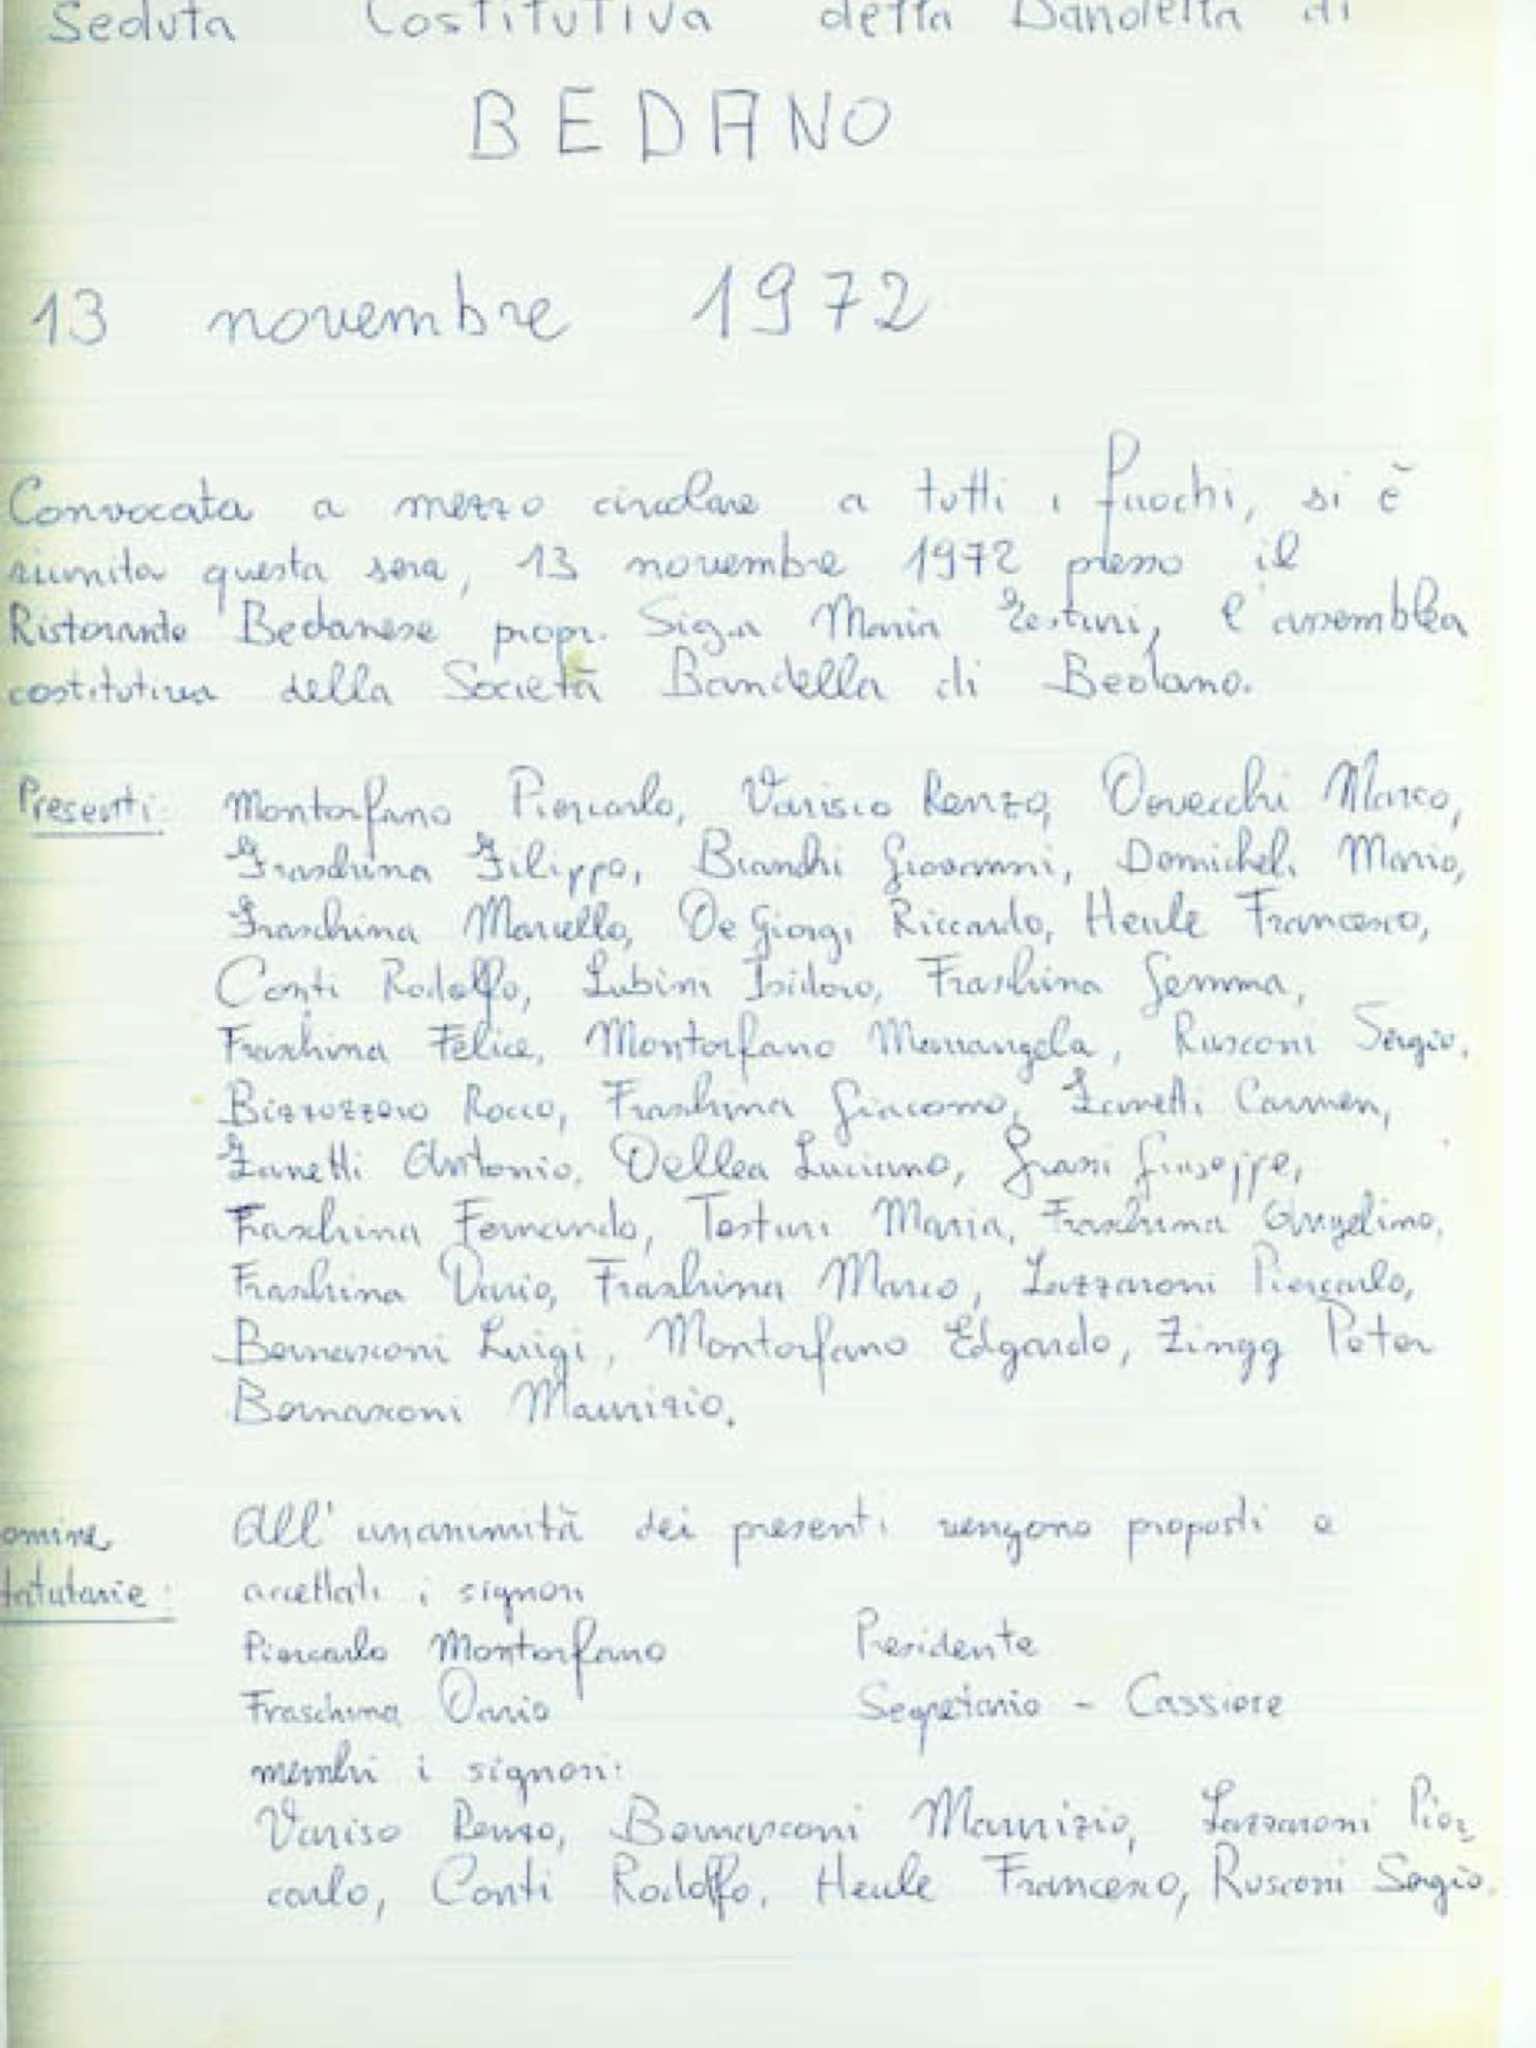 Seduta Costitutiva della Bandella di
BEDANO
13 novembre 1972
Convocata a mezzo circolare a tutti i fuochi, si è
riunita questa sera, 13 novembre 1972 presso il
Ristorante Bedanese propr. Sig.a Maria Testini, l'assemblea
costitutiva della Società Bandella di Bedano.
Presenti: Montorfano Piercarlo, Varisco Renzo, Devecchi Marco,
Fraschina Filippo, Bianchi Giovanni, Domicheli Mario,
Fraschina Marcello, De Giorgi Riccardo, Heule Francesco,
Conti Rodolfo, Lubini Isidoro, Fraschina Gemma,
Fraschina Felice, Montorfano Mariangela, Rusconi Sergio,
Bizzozzero Rocco, Fraschina Giacomo, Zanetti Carmen,
Zanetti Antonio, Dellea Luciano, Grassi Giuseppe,
Fraschina Fernando, Testini Maria, Fraschina Angelino,
Fraschina Dario, Fraschina Marco, Lazzaroni Piercarlo,
Bernasconi Luigi, Montorfano Edgardo, Zingg Peter
Bernasconi Maurizio.
omine All'unanimità dei presenti vengono proposti e
tatutarie: accettati i signori
Piercarlo Montorfano Presidente
Fraschina Dario Segretario - Cassiere
membri i signori:
Variso Renzo, Bernasconi Maurizio, Lazzaroni Pier
carlo, Conti Rodolfo, Heule Francesco, Rusconi Sergio.